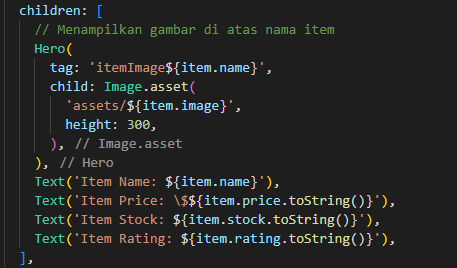 children: [
// Menampilkan gambar di atas nama item
Hero(
tag: 'itemImage${item.name}',
child: Image.asset(
'assets/${item.image}',
height: 300,
), // Image.asset
), // Hero
Text('Item Name: ${item.name}'),
Text('Item Price: \$${item.price.toString()}'),
Text('Item Stock: ${item.stock.toString()}'),
Text('Item Rating: ${item.rating.toString()}'),
],